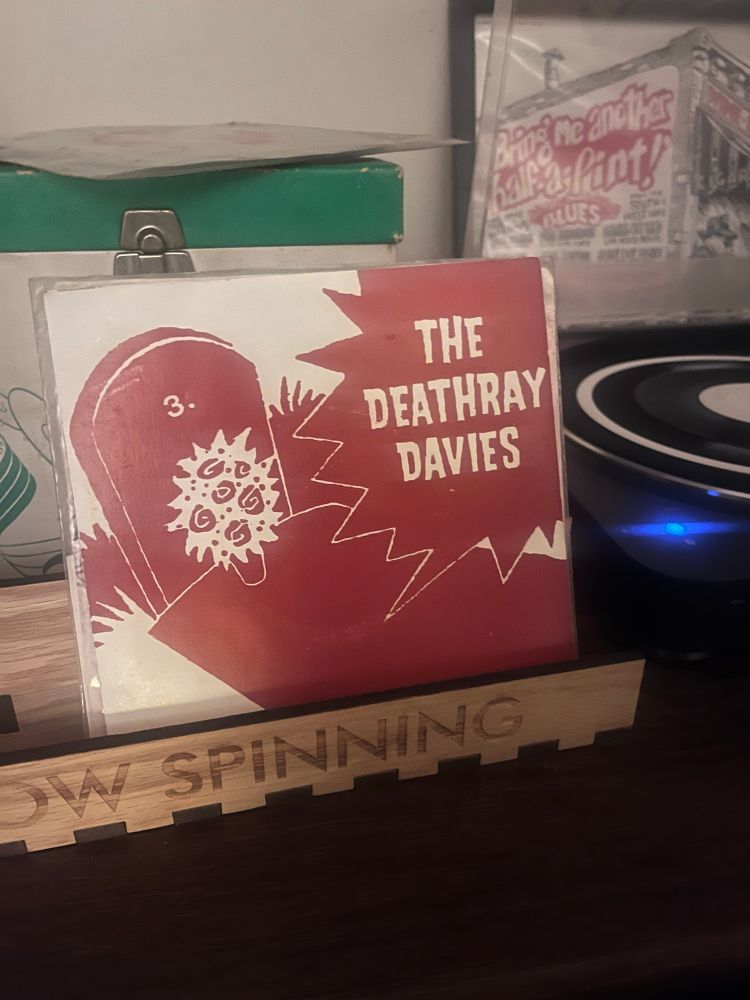 Bring me another
half-a-Pint!
BLUES
3.
THE
DEATHRAY
DAVIES
OW SPINNING